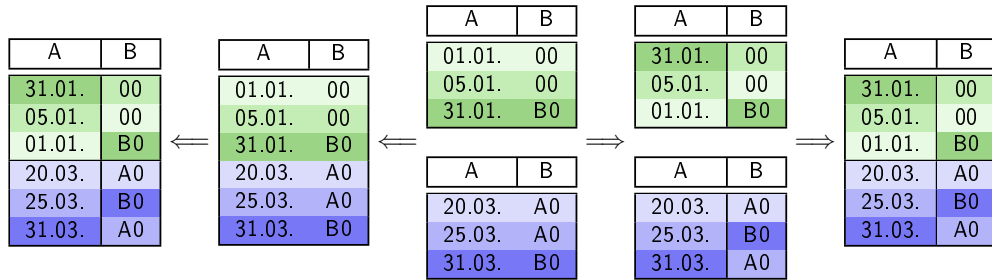 A B
31.01. 00
05.01. 00
01.01. B0
20.03. A0
25.03. B0
31.03. A0
A B
01.01. 00
05.01. 00
31.01. B0
20.03. A0
25.03. A0
31.03. B0
A B
01.01. 00
05.01. 00
31.01. B0
A B
20.03. A0
25.03. A0
31.03. B0
A B
31.01. 00
05.01. 00
01.01. B0
A B
20.03. A0
25.03. B0
31.03. A0
A B
31.01. 00
05.01. 00
01.01. B0
20.03. A0
25.03. B0
31.03. A0